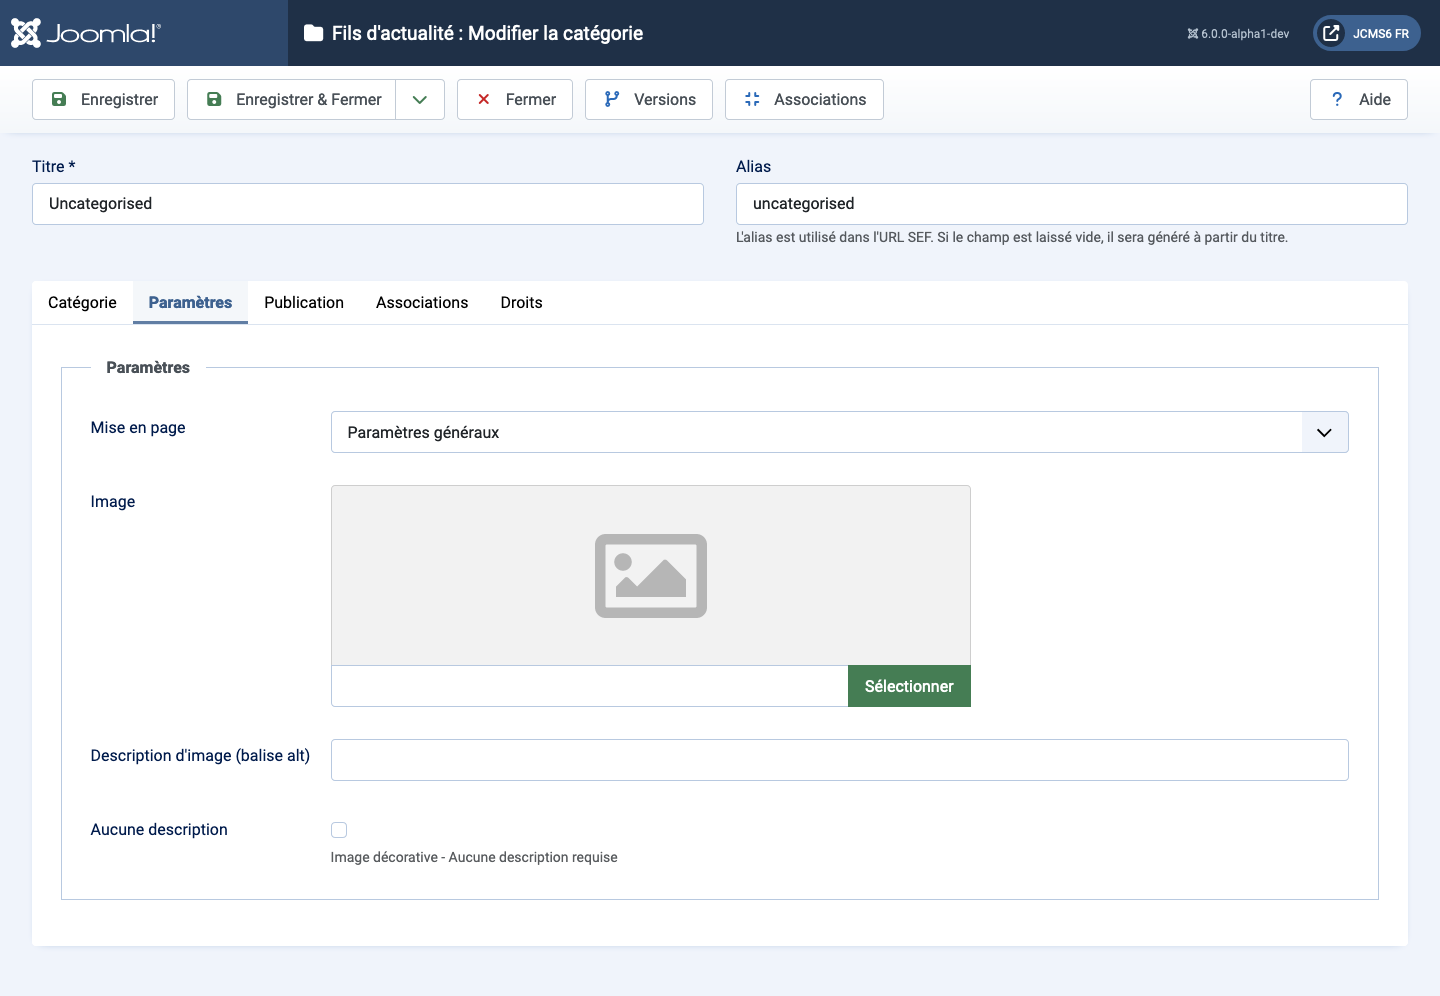 Joomla!®
Fils d'actualité : Modifier la catégorie
6.0.0-alpha1-dev
JCMS6 FR
Enregistrer
Enregistrer & Fermer
Fermer
Versions
Associations
? Aide
Titre *
Alias
Uncategorised
uncategorised
L'alias est utilisé dans l'URL SEF. Si le champ est laissé vide, il sera généré à partir du titre.
Catégorie Paramètres Publication Associations Droits
Paramètres
Mise en page
Paramètres généraux
Image
Sélectionner
Description d'image (balise alt)
Aucune description
Image décorative - Aucune description requise